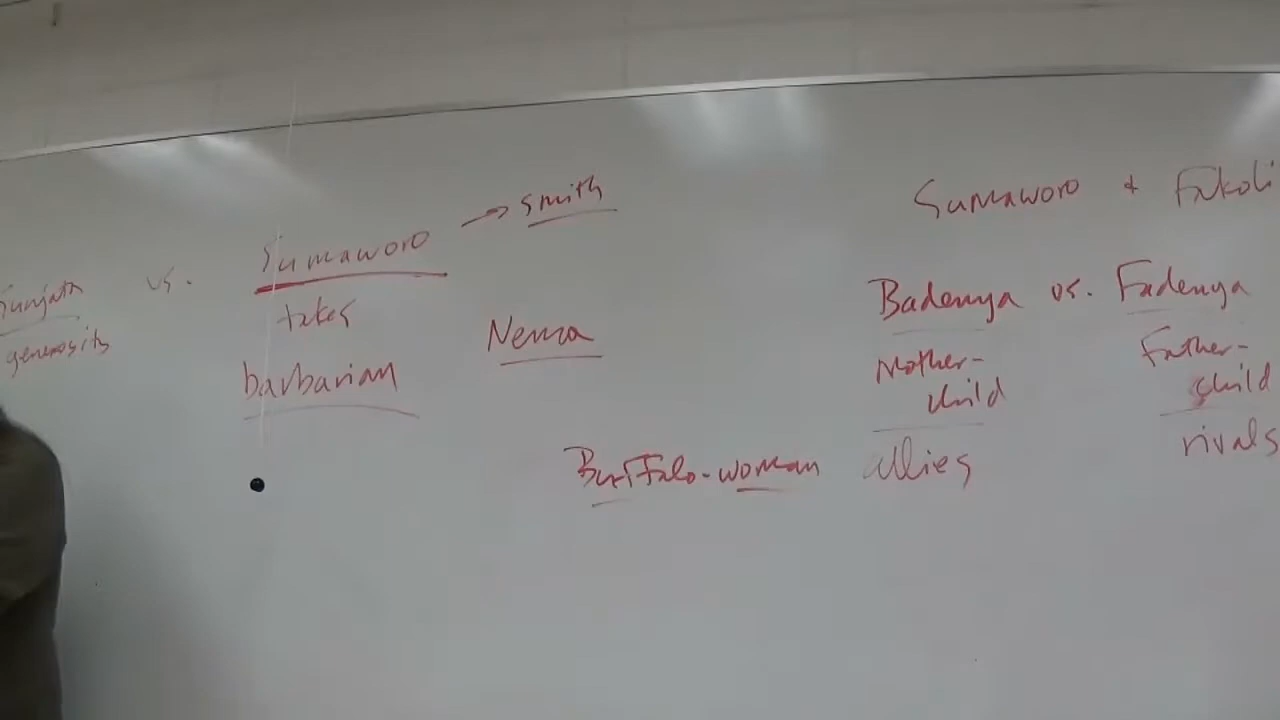 Sunjata vs. Sumaworo → smith
generosity
takes
barbarian
Nema
Buffalo-woman
Sumaworo + Fakoli
Badenya vs. Fadenya
Mother-
child
allies
Father-
child
rivals